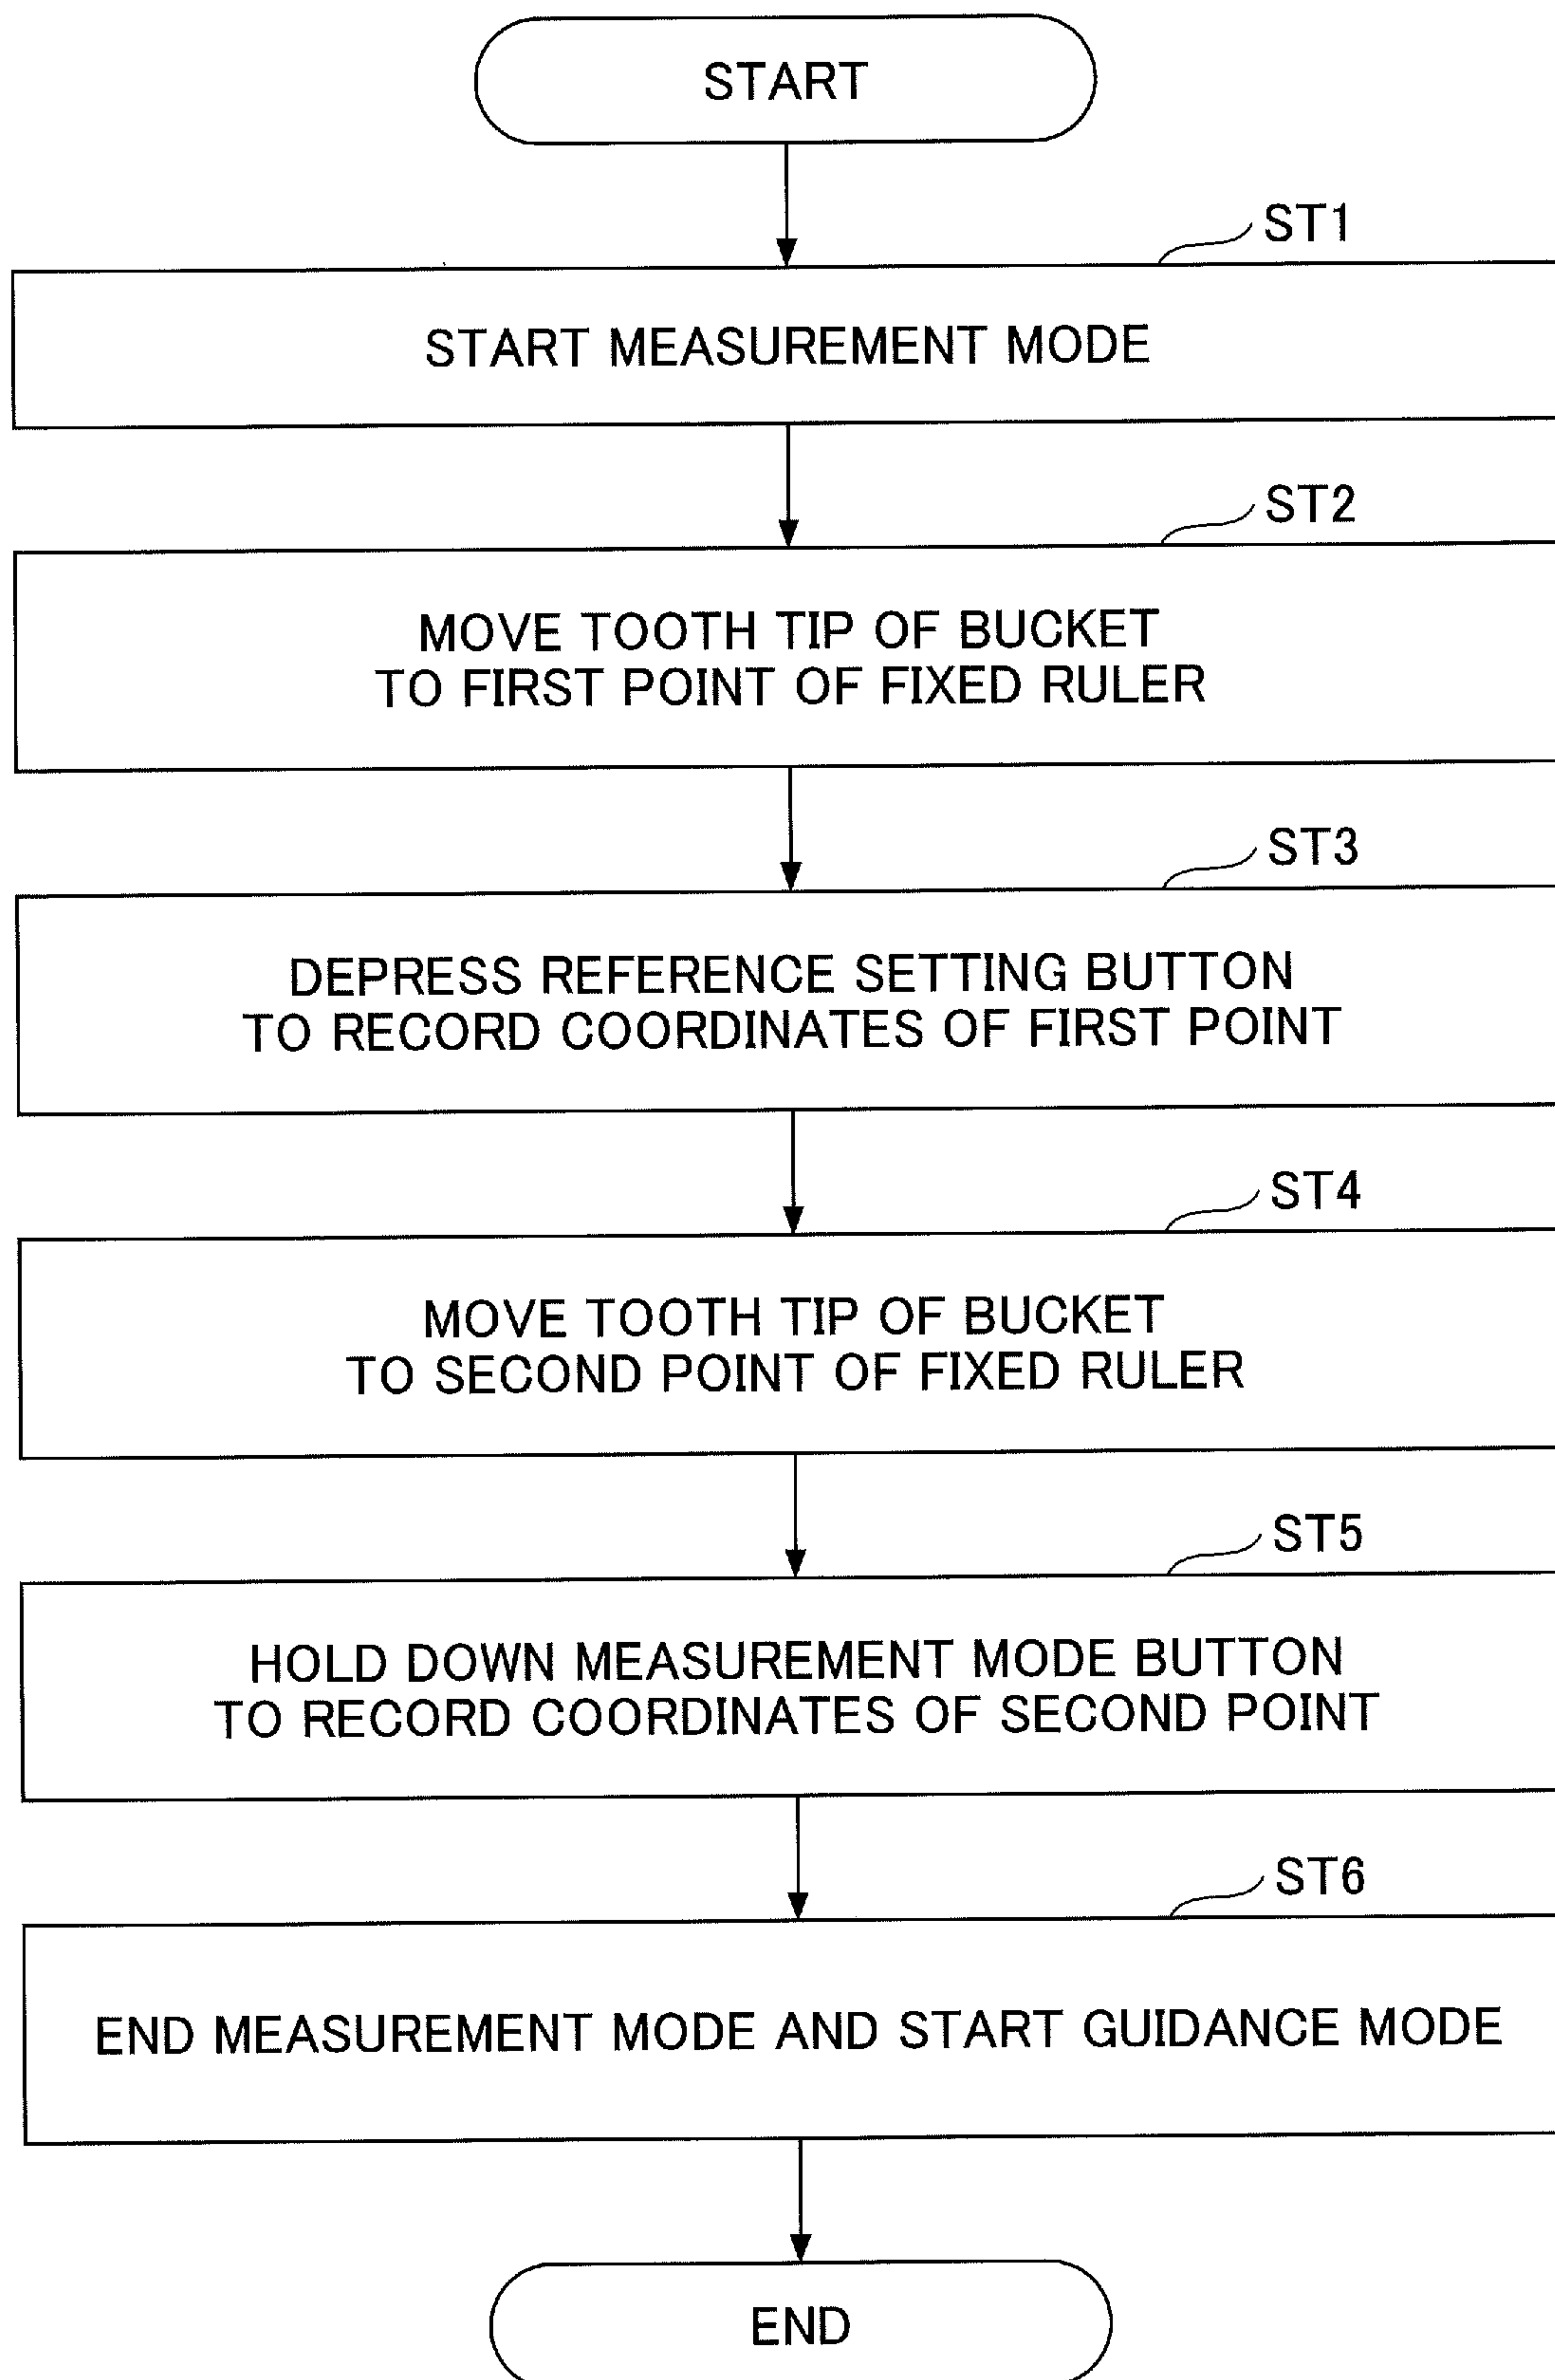 START
ST1
START MEASUREMENT MODE
ST2
MOVE TOOTH TIP OF BUCKET
TO FIRST POINT OF FIXED RULER
ST3
DEPRESS REFERENCE SETTING BUTTON
TO RECORD COORDINATES OF FIRST POINT
ST4
MOVE TOOTH TIP OF BUCKET
TO SECOND POINT OF FIXED RULER
ST5
HOLD DOWN MEASUREMENT MODE BUTTON
TO RECORD COORDINATES OF SECOND POINT
ST6
END MEASUREMENT MODE AND START GUIDANCE MODE
END